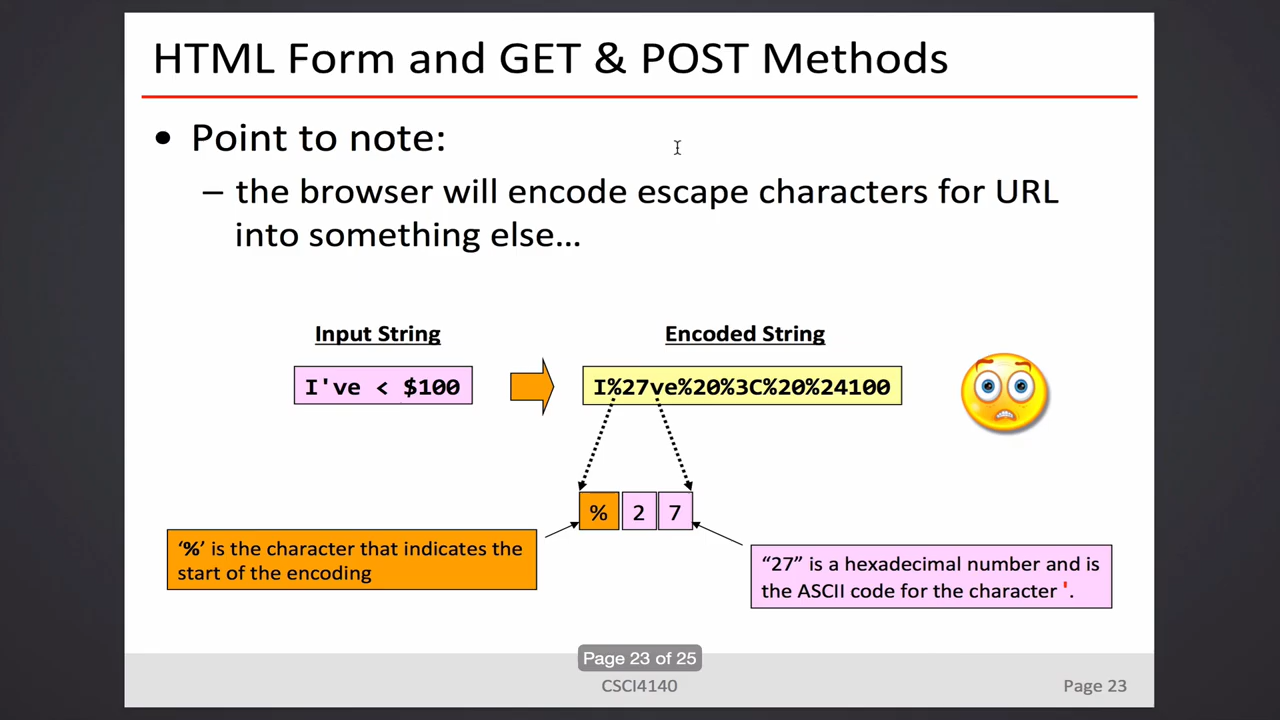 HTML Form and GET & POST Methods
• Point to note:
– the browser will encode escape characters for URL
into something else…
Input String
Encoded String
I've < $100
I%27ve%20%3C%20%24100
% 2 7
‘%’ is the character that indicates the
start of the encoding
“27” is a hexadecimal number and is
the ASCII code for the character '.
Page 23 of 25
CSCI4140
Page 23